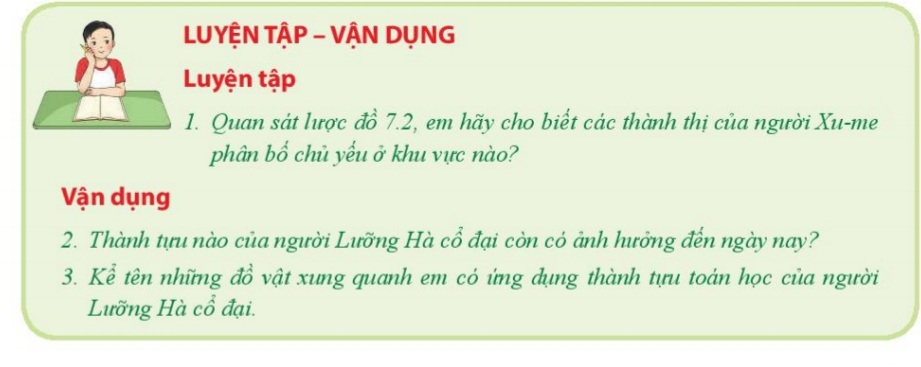 LUYỆN TẬP – VẬN DỤNG
Luyện tập
1. Quan sát lược đồ 7.2, em hãy cho biết các thành thị của người Xu-me
phân bố chủ yếu ở khu vực nào?
Vận dụng
2. Thành tựu nào của người Lưỡng Hà cổ đại còn có ảnh hưởng đến ngày nay?
3. Kể tên những đồ vật xung quanh em có ứng dụng thành tựu toán học của người
Lưỡng Hà cổ đại.